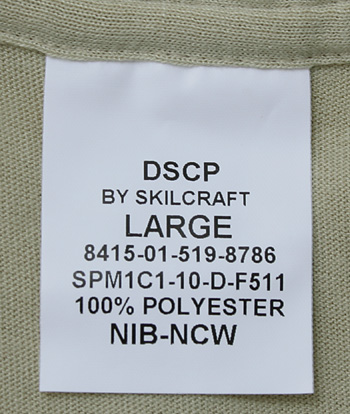 DSCP
BY SKILCRAFT
LARGE
8415-01-519-8786
SPM1C1-10-D-F511
100% POLYESTER
NIB-NCW